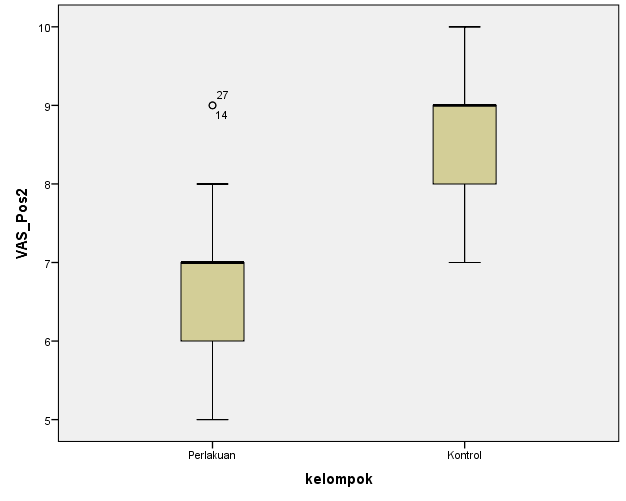 10
9
8
7
6
5
VAS_Pos2
27
14
Perlakuan
Kontrol
kelompok